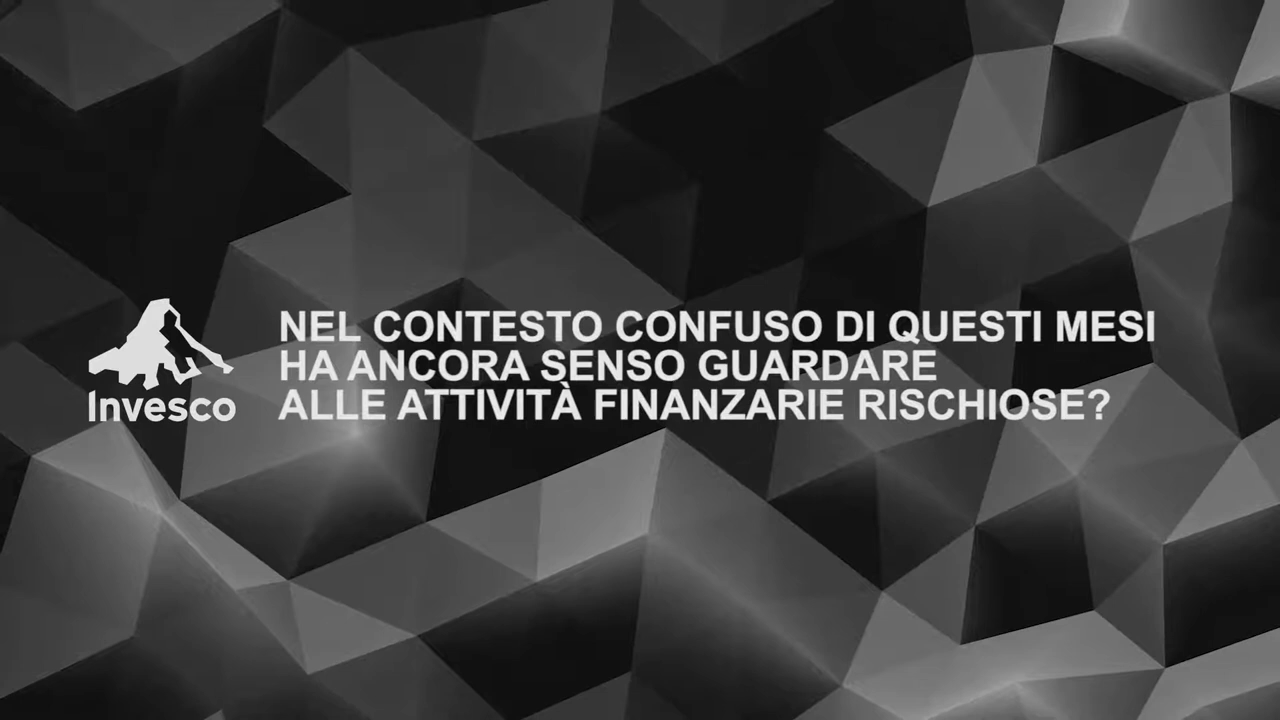 Invesco
NEL CONTESTO CONFUSO DI QUESTI MESI
HA ANCORA SENSO GUARDARE
ALLE ATTIVITÀ FINANZARIE RISCHIOSE?